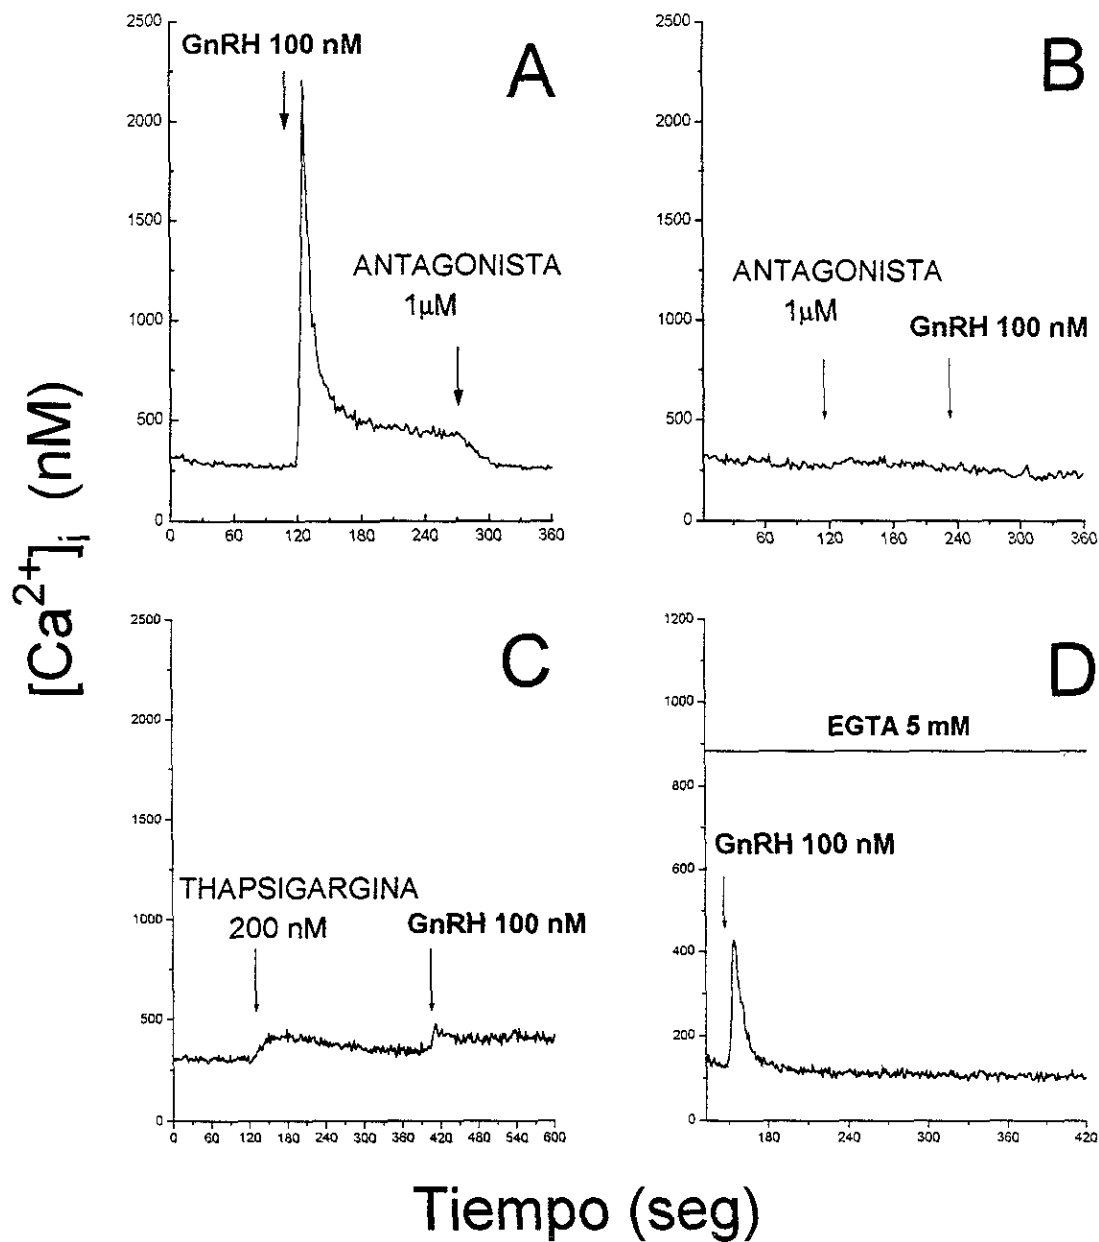 A
GnRH 100 nM
ANTAGONISTA
1µM
2500
2000
1500
1000
500
0
0 60 120 180 240 300 360
B
ANTAGONISTA
1µM
GnRH 100 nM
2500
2000
1500
1000
500
0
60 120 180 240 300 360
[Ca2+]i (nM)
C
THAPSIGARGINA
200 nM
GnRH 100 nM
2500
2000
1500
1000
500
0
0 60 120 180 240 300 360 420 480 540 600
D
EGTA 5 mM
GnRH 100 nM
1200
1000
800
600
400
200
0
180 240 300 360 420
Tiempo (seg)